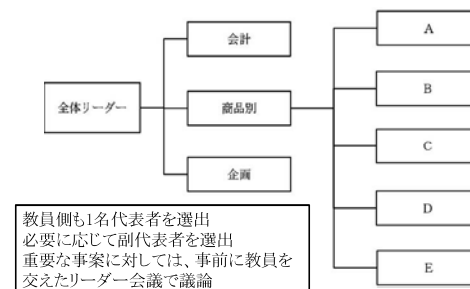 全体リーダー
会計
商品別
企画
A
B
C
D
E
教員側も1名代表者を選出
必要に応じて副代表者を選出
重要な事案に対しては、事前に教員を
交えたリーダー会議で議論